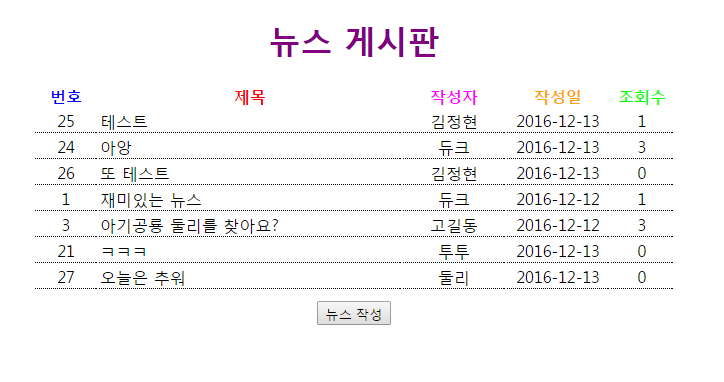 뉴스 게시판
번호 제목 작성자 작성일 조회수
25 테스트 김정현 2016-12-13 1
24 아앙 듀크 2016-12-13 3
26 또 테스트 김정현 2016-12-13 0
1 재미있는 뉴스 듀크 2016-12-12 1
3 아기공룡 둘리를 찾아요? 고길동 2016-12-12 3
21 ㅋㅋㅋ 투투 2016-12-13 0
27 오늘은 추워 둘리 2016-12-13 0
뉴스 작성